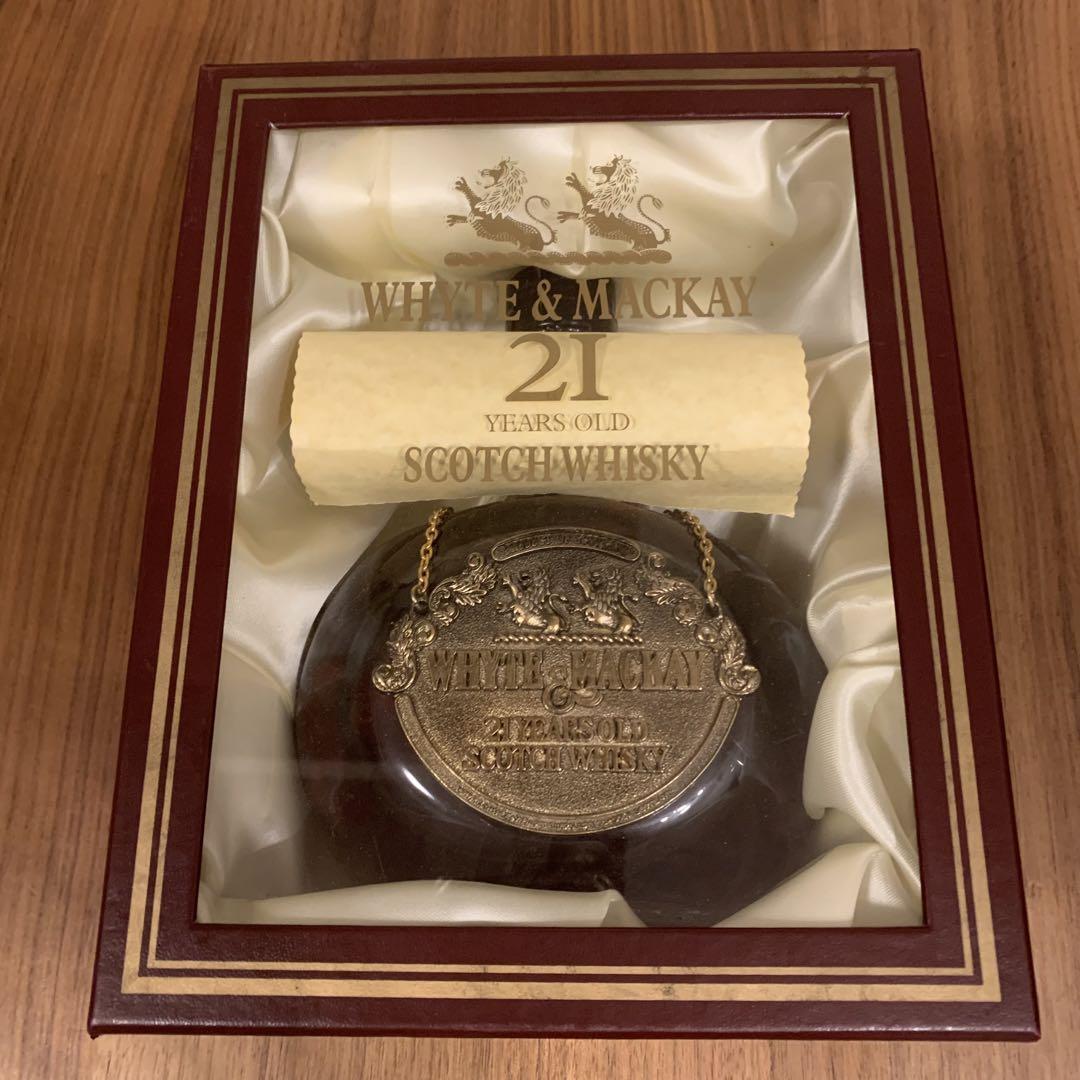 WHYTE & MACKAY
21
YEARS OLD
SCOTCH WHISKY
WHYTE & MACKAY
21 YEARS OLD
SCOTCH WHISKY